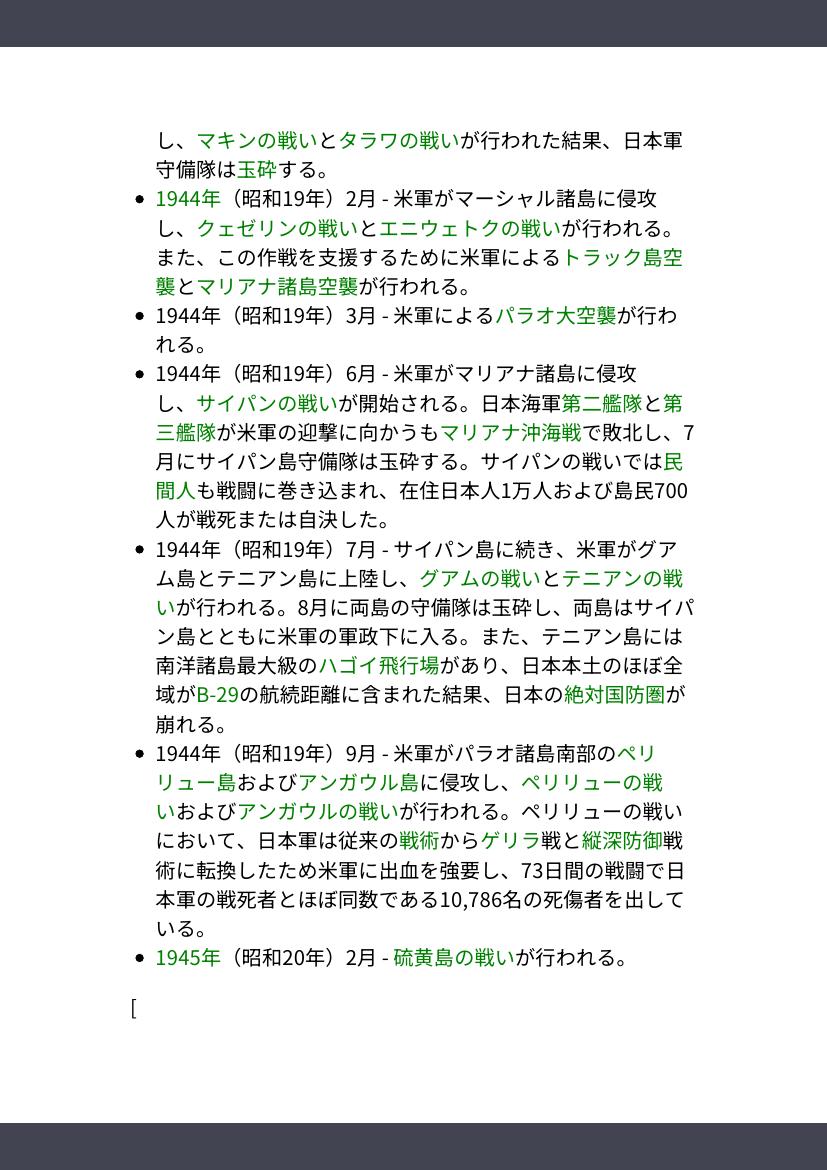 し、マキンの戦いとタラワの戦いが行われた結果、日本軍
守備隊は玉砕する。
• 1944年（昭和19年）2月 - 米軍がマーシャル諸島に侵攻
し、クェゼリンの戦いとエニウェトクの戦いが行われる。
また、この作戦を支援するために米軍によるトラック島空
襲とマリアナ諸島空襲が行われる。
• 1944年（昭和19年）3月 - 米軍によるパラオ大空襲が行わ
れる。
• 1944年（昭和19年）6月 - 米軍がマリアナ諸島に侵攻
し、サイパンの戦いが開始される。日本海軍第二艦隊と第
三艦隊が米軍の迎撃に向かうもマリアナ沖海戦で敗北し、7
月にサイパン島守備隊は玉砕する。サイパンの戦いでは民
間人も戦闘に巻き込まれ、在住日本人1万人および島民700
人が戦死または自決した。
• 1944年（昭和19年）7月 - サイパン島に続き、米軍がグア
ム島とテニアン島に上陸し、グアムの戦いとテニアンの戦
いが行われる。8月に両島の守備隊は玉砕し、両島はサイパ
ン島とともに米軍の軍政下に入る。また、テニアン島には
南洋諸島最大級のハゴイ飛行場があり、日本本土のほぼ全
域がB-29の航続距離に含まれた結果、日本の絶対国防圏が
崩れる。
• 1944年（昭和19年）9月 - 米軍がパラオ諸島南部のペリ
リュー島およびアンガウル島に侵攻し、ペリリューの戦
いおよびアンガウルの戦いが行われる。ペリリューの戦い
において、日本軍は従来の戦術からゲリラ戦と縦深防御戦
術に転換したため米軍に出血を強要し、73日間の戦闘で日
本軍の戦死者とほぼ同数である10,786名の死傷者を出して
いる。
• 1945年（昭和20年）2月 - 硫黄島の戦いが行われる。
[